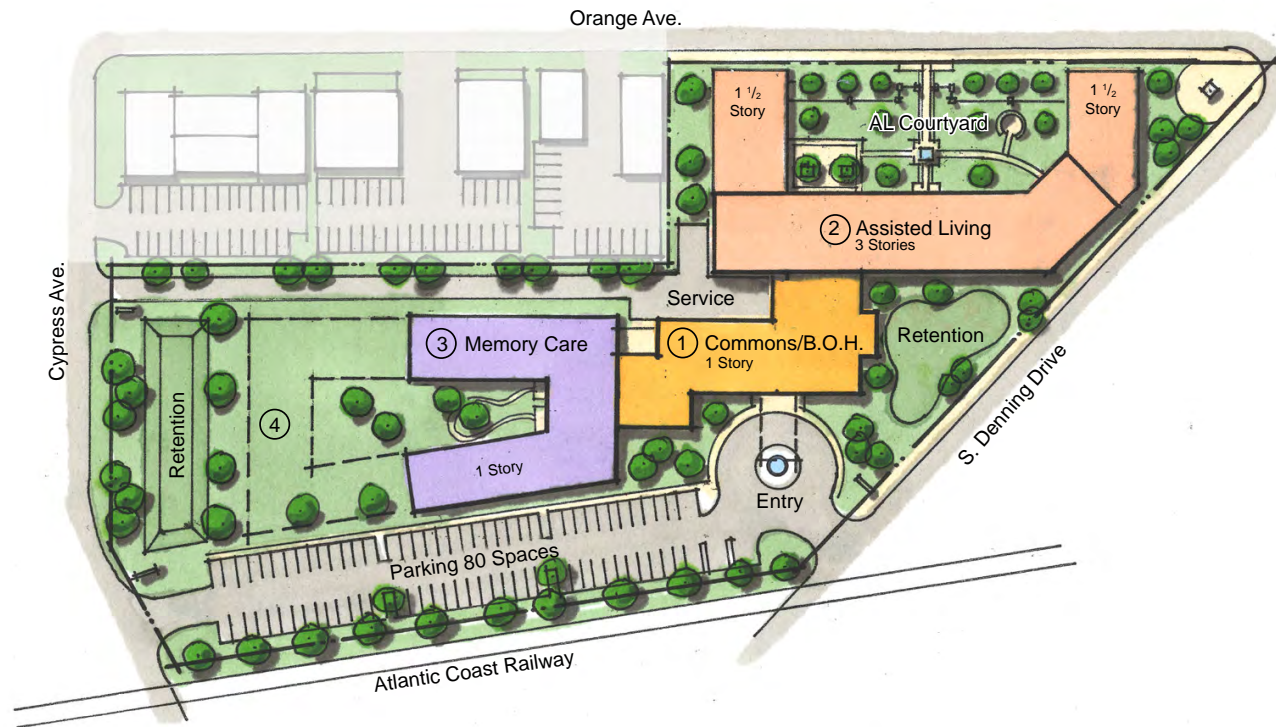 Orange Ave.
1 1/2
Story
1 1/2
Story
AL Courtyard
2 Assisted Living
3 Stories
Cypress Ave.
Service
3 Memory Care
1 Commons/B.O.H.
1 Story
Retention
S. Denning Drive
4
Retention
1 Story
Entry
Parking 80 Spaces
Atlantic Coast Railway